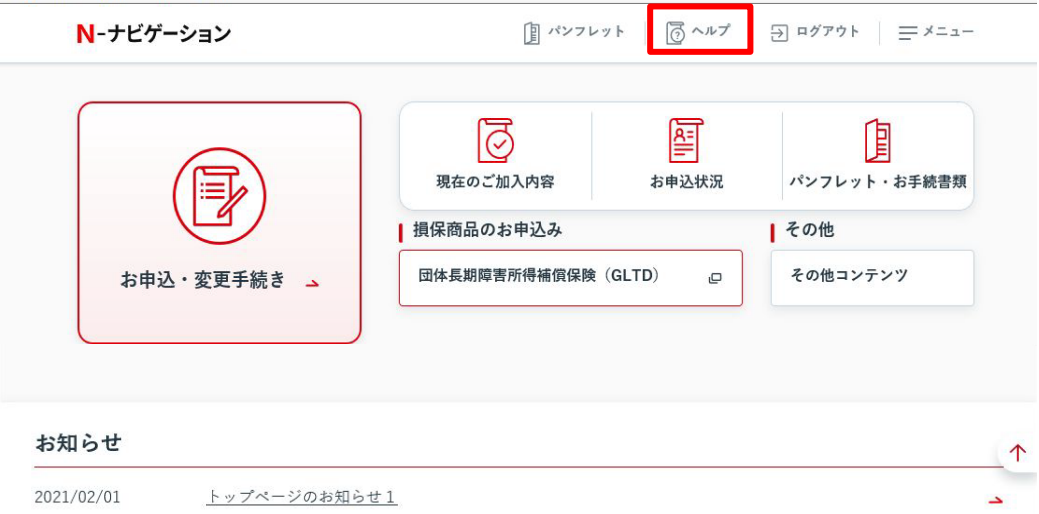 N-ナビゲーション
パンフレット ヘルプ ログアウト メニュー
現在のご加入内容 お申込状況 パンフレット・お手続書類
お申込・変更手続き
損保商品のお申込み その他
団体長期障害所得補償保険（GLTD） その他コンテンツ
お知らせ
2021/02/01 トップページのお知らせ１